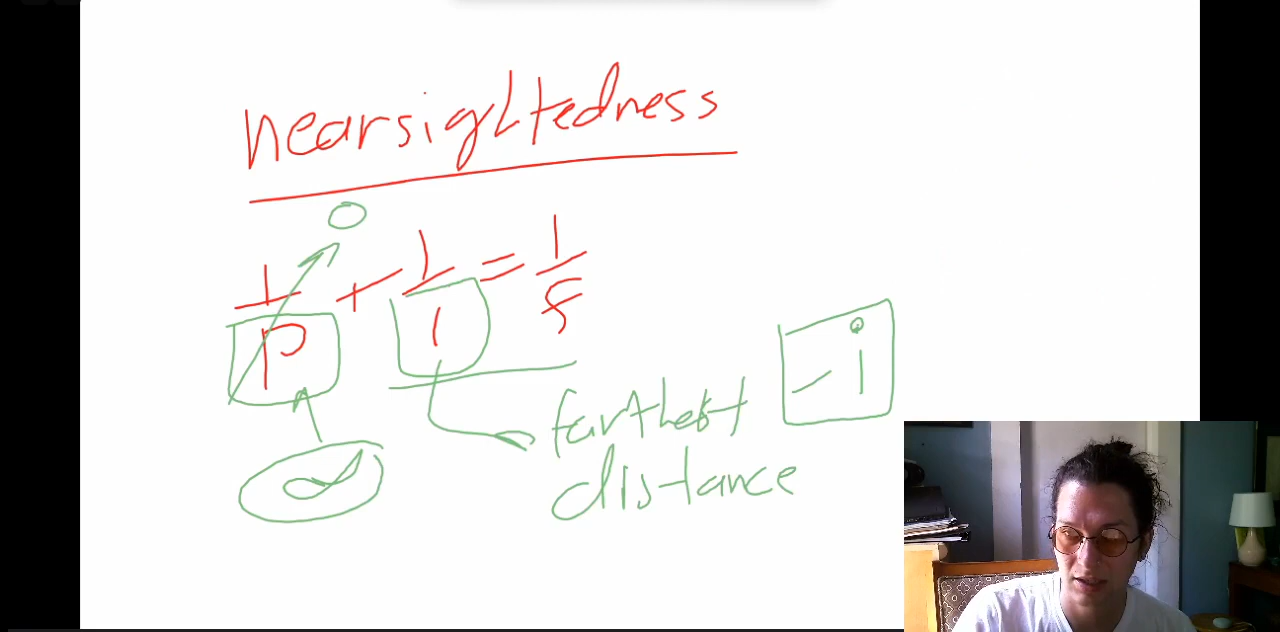 nearsightedness
0
1/p + 1/i = 1/f
- i
farthest
distance
∞